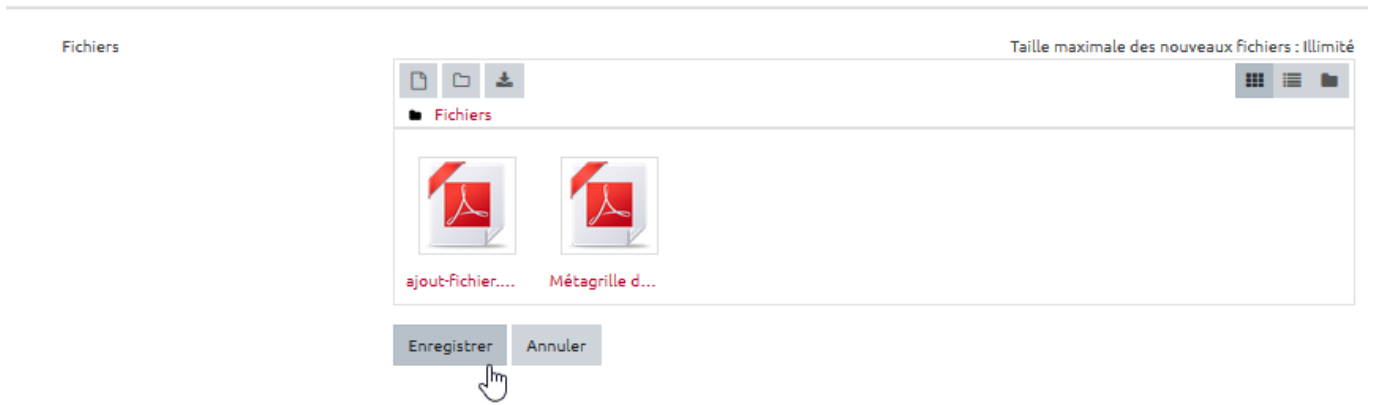 Fichiers
Taille maximale des nouveaux fichiers : Illimité
Fichiers
ajout-fichier....
Métagrille d...
Enregistrer
Annuler